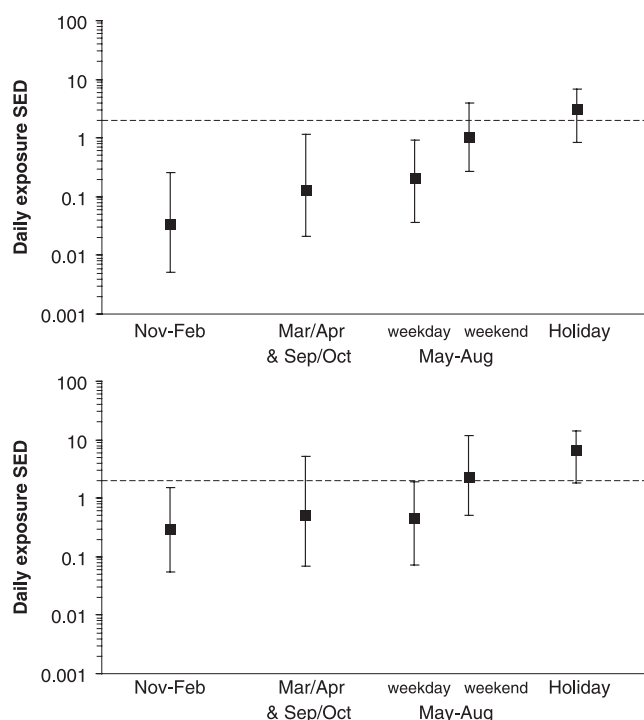 100
10
1
0.1
0.01
0.001
Daily exposure SED
Nov-Feb
Mar/Apr
& Sep/Oct
weekday
weekend
May-Aug
Holiday
100
10
1
0.1
0.01
0.001
Daily exposure SED
Nov-Feb
Mar/Apr
& Sep/Oct
weekday
weekend
May-Aug
Holiday